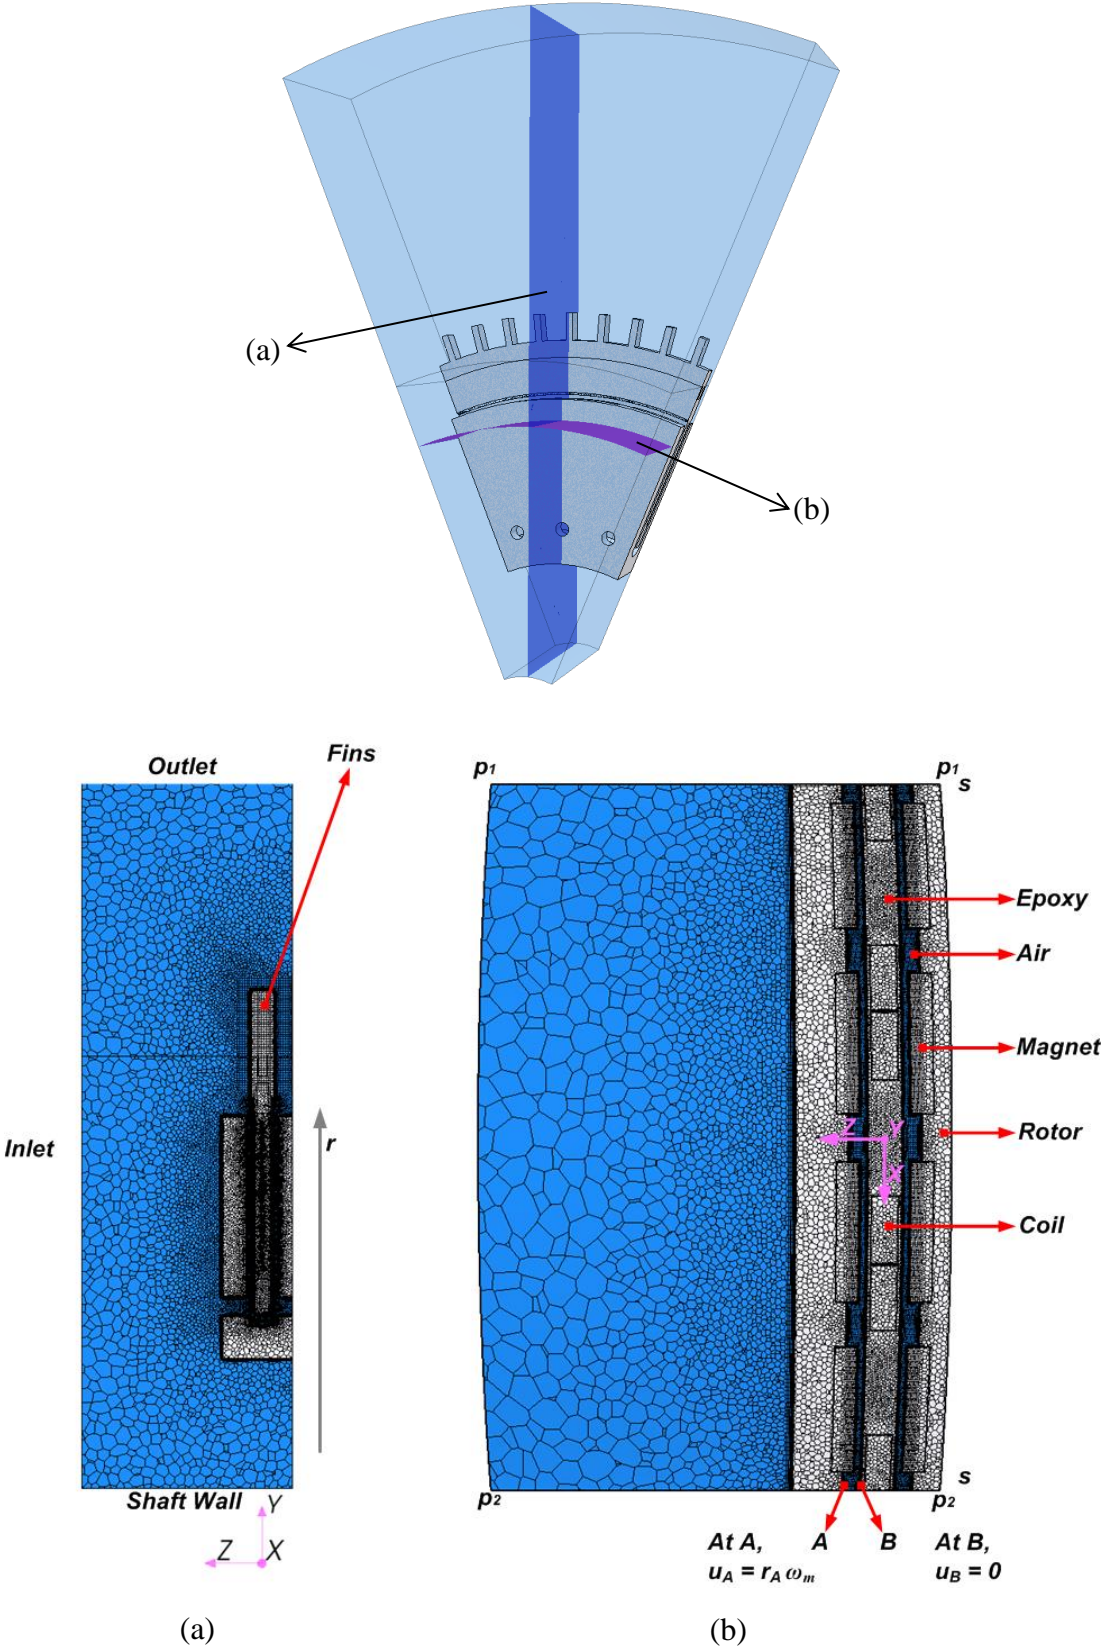 (a)
(b)
Fins
Outlet
Inlet
r
Shaft Wall
Y
Z
X
(a)
p1
p1
s
Epoxy
Air
Magnet
Z
Y
Rotor
X
Coil
s
p2
p2
At A,
A
B
At B,
uA = rA ωm
uB = 0
(b)